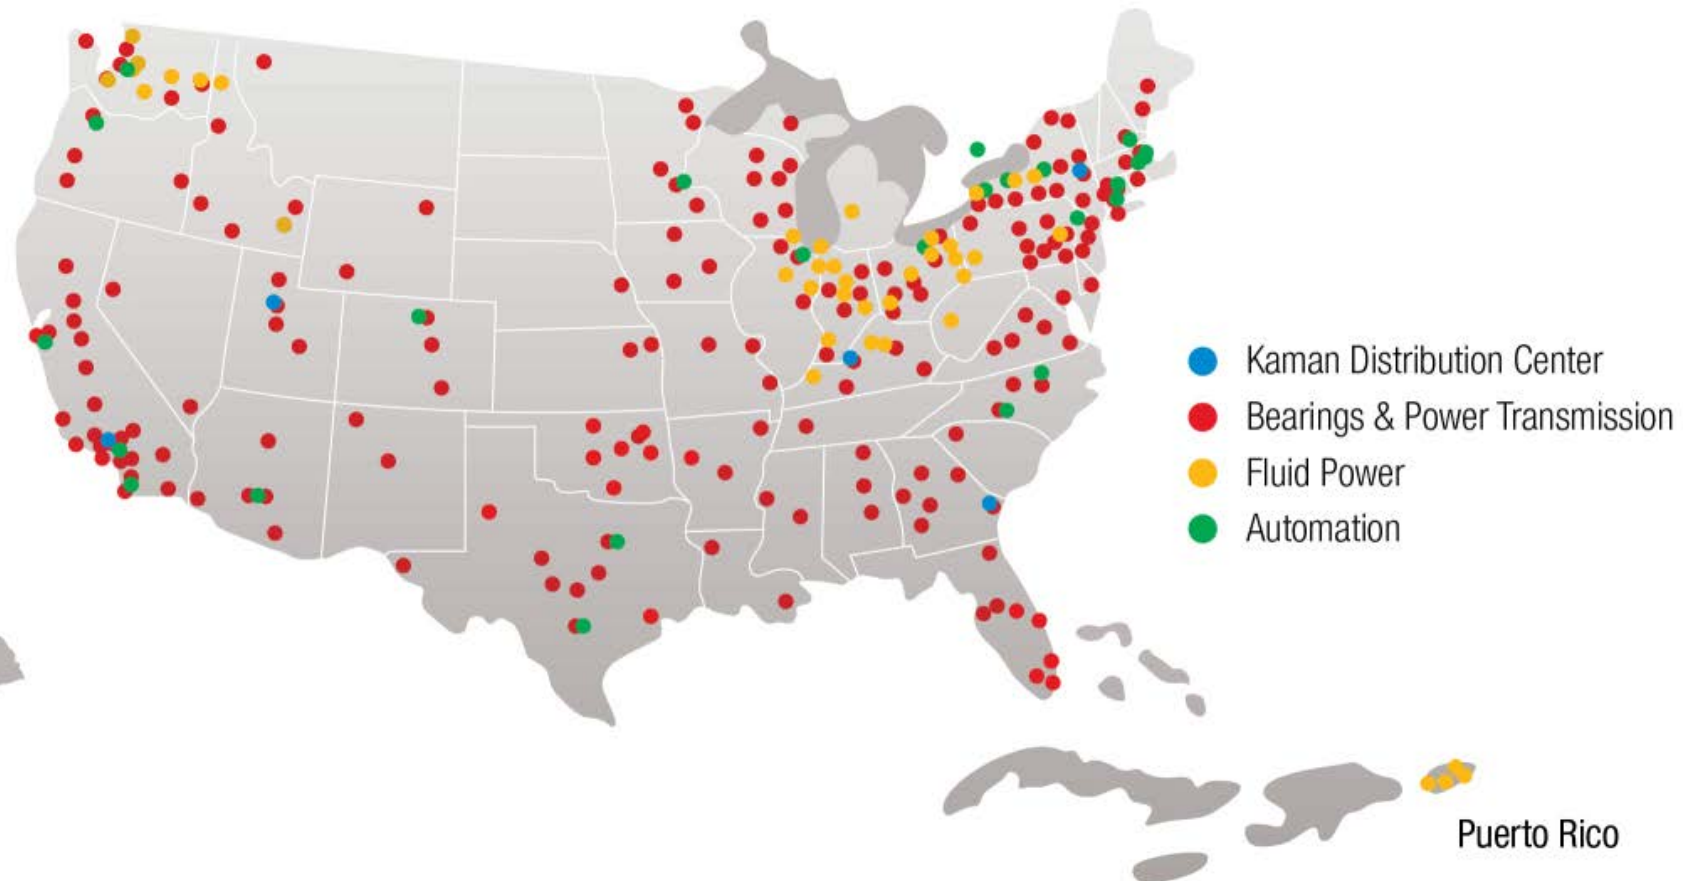 Kaman Distribution Center
Bearings & Power Transmission
Fluid Power
Automation
Puerto Rico